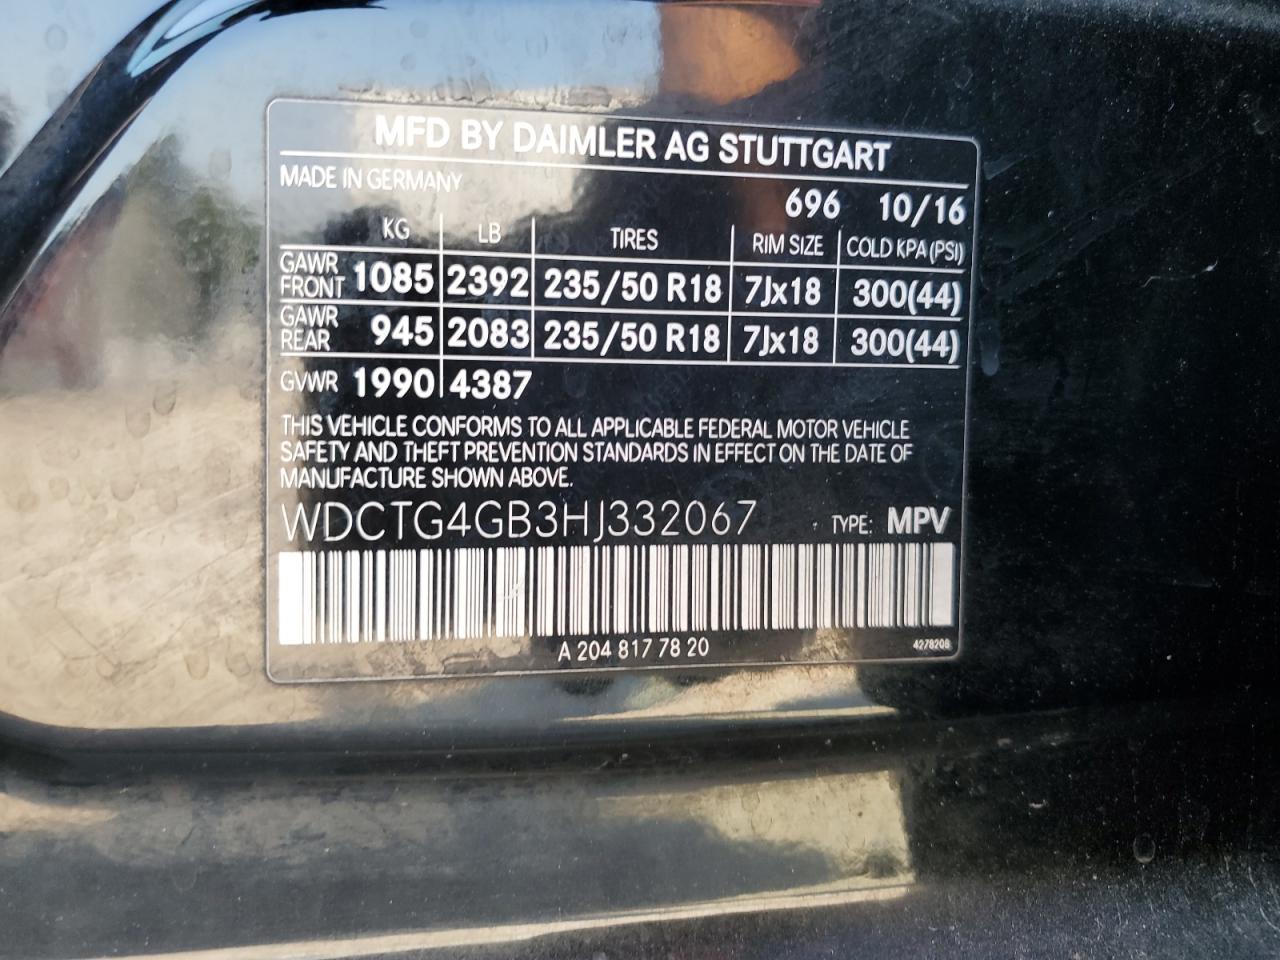 MFD BY DAIMLER AG STUTTGART
MADE IN GERMANY
696 10/16
KG LB TIRES RIM SIZE COLD KPA (PSI)
GAWR FRONT 1085 2392 235/50 R18 7Jx18 300(44)
GAWR REAR 945 2083 235/50 R18 7Jx18 300(44)
GVWR 1990 4387
THIS VEHICLE CONFORMS TO ALL APPLICABLE FEDERAL MOTOR VEHICLE
SAFETY AND THEFT PREVENTION STANDARDS IN EFFECT ON THE DATE OF
MANUFACTURE SHOWN ABOVE.
WDCTG4GB3HJ332067 TYPE: MPV
A 204 817 78 20 4278208